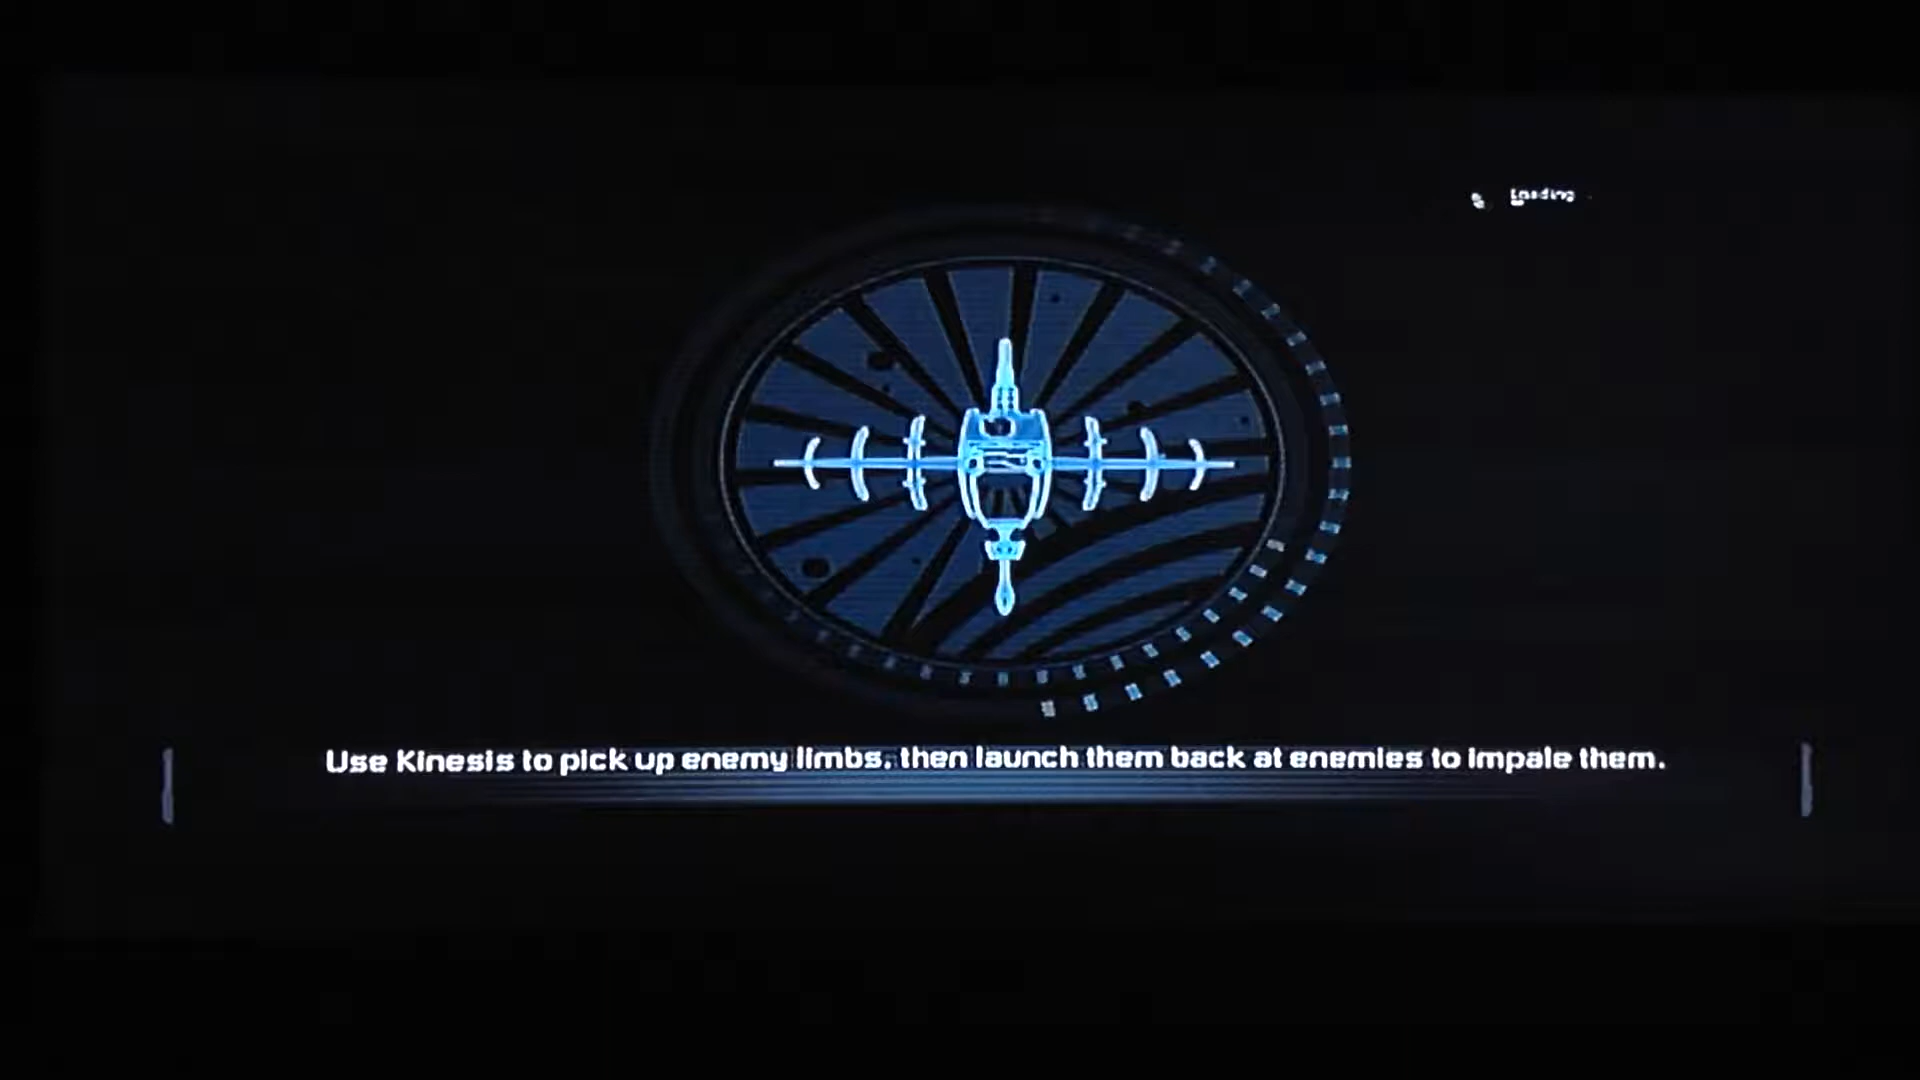 Loading
Use Kinesis to pick up enemy limbs, then launch them back at enemies to impale them.